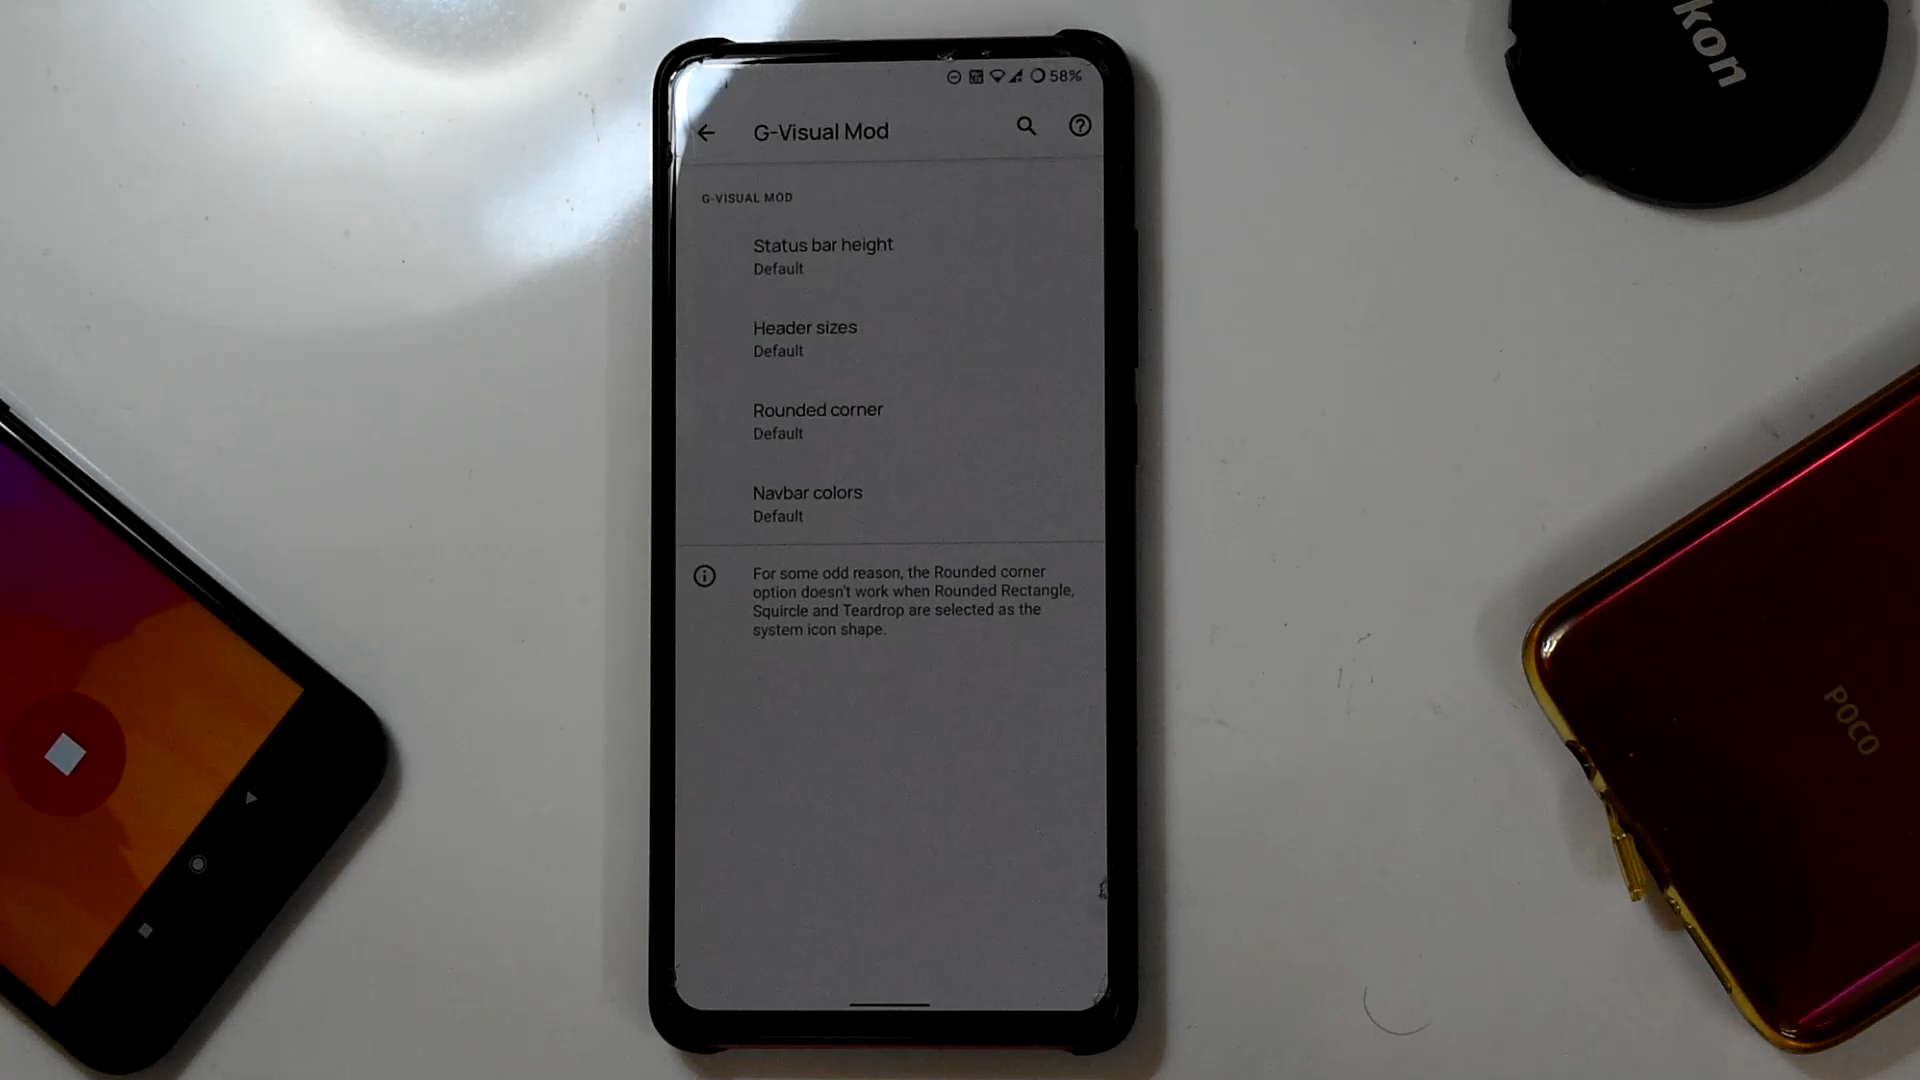 58%
G-Visual Mod
G-VISUAL MOD
Status bar height
Default
Header sizes
Default
Rounded corner
Default
Navbar colors
Default
For some odd reason, the Rounded corner
option doesn't work when Rounded Rectangle,
Squircle and Teardrop are selected as the
system icon shape.
kon
POCO